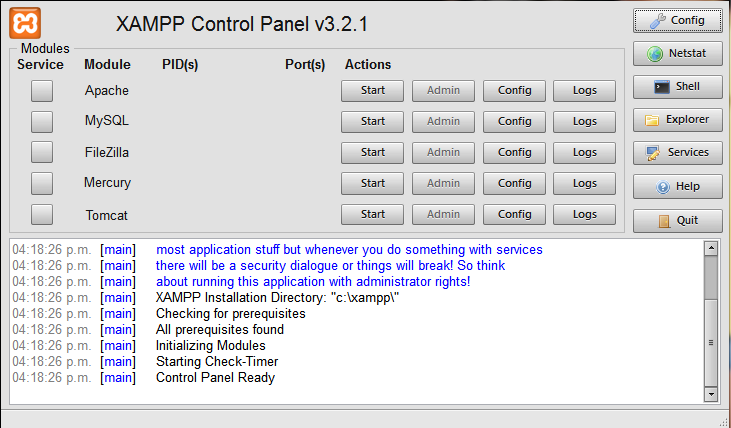 XAMPP Control Panel v3.2.1
Config
Modules
Service Module PID(s) Port(s) Actions
Netstat
Apache Start Admin Config Logs
Shell
MySQL Start Admin Config Logs
Explorer
FileZilla Start Admin Config Logs
Services
Mercury Start Admin Config Logs
Help
Tomcat Start Admin Config Logs
Quit
04:18:26 p.m. [main] most application stuff but whenever you do something with services
04:18:26 p.m. [main] there will be a security dialogue or things will break! So think
04:18:26 p.m. [main] about running this application with administrator rights!
04:18:26 p.m. [main] XAMPP Installation Directory: "c:\xampp\"
04:18:26 p.m. [main] Checking for prerequisites
04:18:26 p.m. [main] All prerequisites found
04:18:26 p.m. [main] Initializing Modules
04:18:26 p.m. [main] Starting Check-Timer
04:18:26 p.m. [main] Control Panel Ready